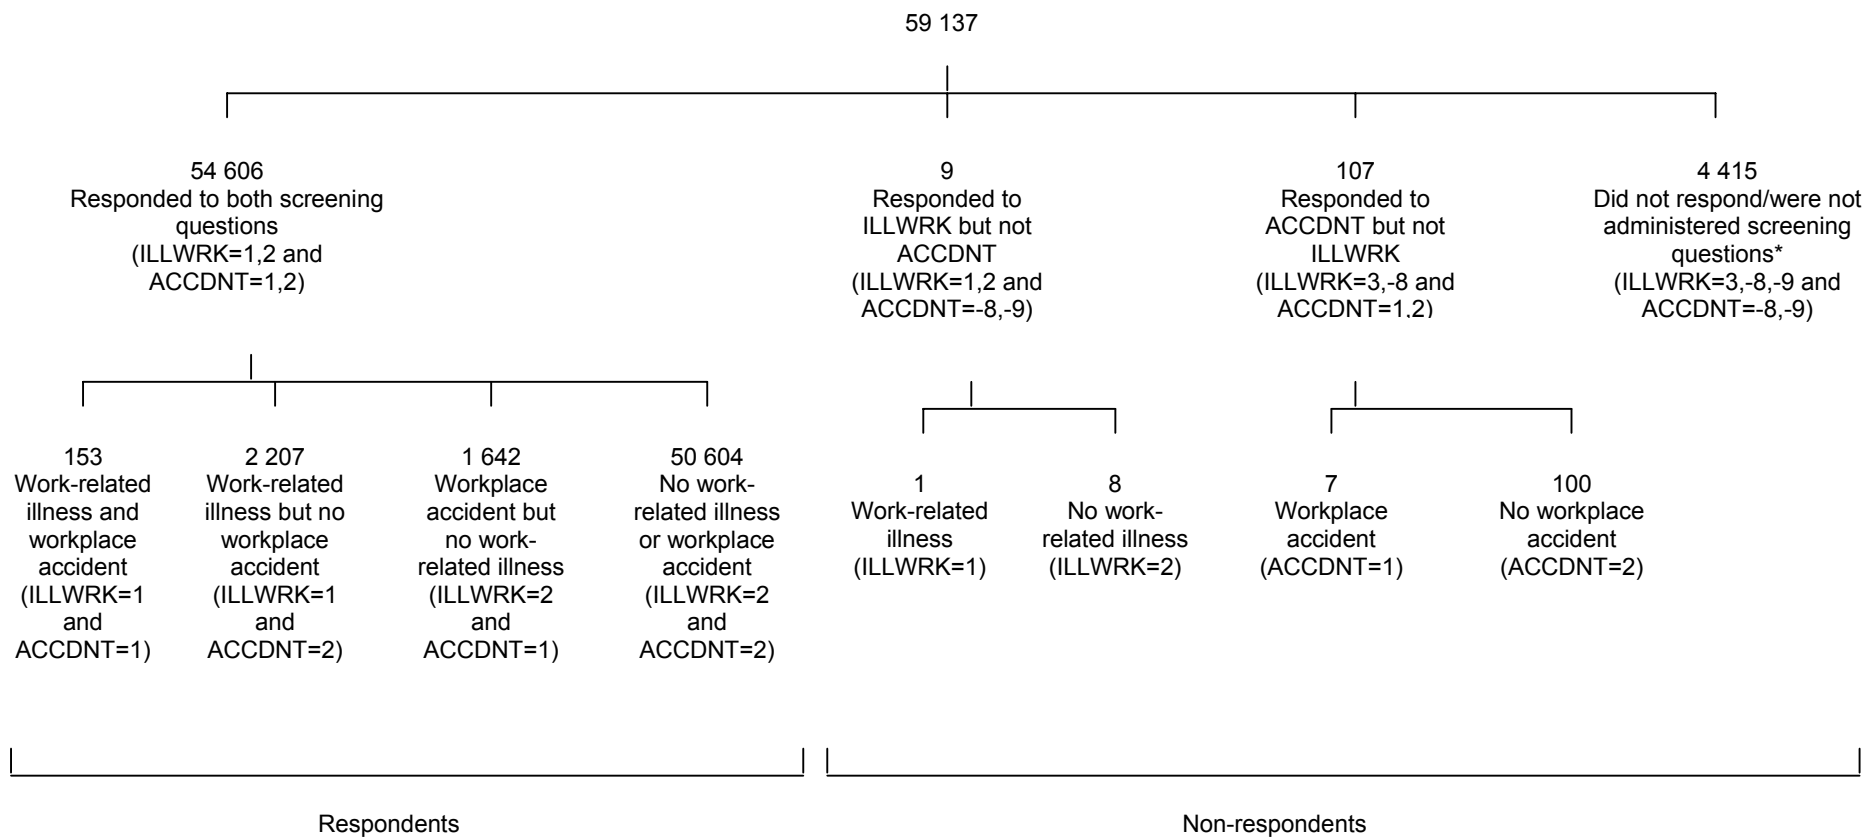 59 137
54 606
Responded to both screening
questions
(ILLWRK=1,2 and
ACCDNT=1,2)
9
Responded to
ILLWRK but not
ACCDNT
(ILLWRK=1,2 and
ACCDNT=-8,-9)
107
Responded to
ACCDNT but not
ILLWRK
(ILLWRK=3,-8 and
ACCDNT=1,2)
4 415
Did not respond/were not
administered screening
questions*
(ILLWRK=3,-8,-9 and
ACCDNT=-8,-9)
153
Work-related
illness and
workplace
accident
(ILLWRK=1
and
ACCDNT=1)
2 207
Work-related
illness but no
workplace
accident
(ILLWRK=1
and
ACCDNT=2)
1 642
Workplace
accident but
no work-
related illness
(ILLWRK=2
and
ACCDNT=1)
50 604
No work-
related illness
or workplace
accident
(ILLWRK=2
and
ACCDNT=2)
1
Work-related
illness
(ILLWRK=1)
8
No work-
related illness
(ILLWRK=2)
7
Workplace
accident
(ACCDNT=1)
100
No workplace
accident
(ACCDNT=2)
Respondents
Non-respondents